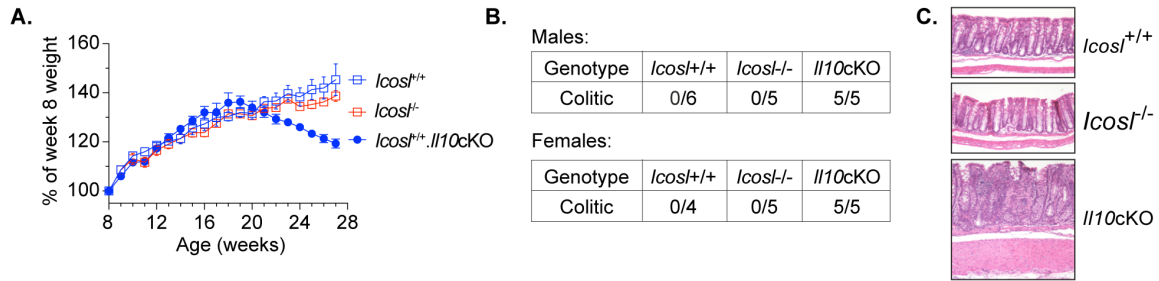 A.
% of week 8 weight
160
140
120
100
8 12 16 20 24 28
Age (weeks)
Icosl+/+
Icosl-/-
Icosl+/+.Il10cKO
B.
Males:
Genotype Icosl+/+ Icosl-/- Il10cKO
Colitic 0/6 0/5 5/5
Females:
Genotype Icosl+/+ Icosl-/- Il10cKO
Colitic 0/4 0/5 5/5
C.
Icosl+/+
Icosl-/-
Il10cKO